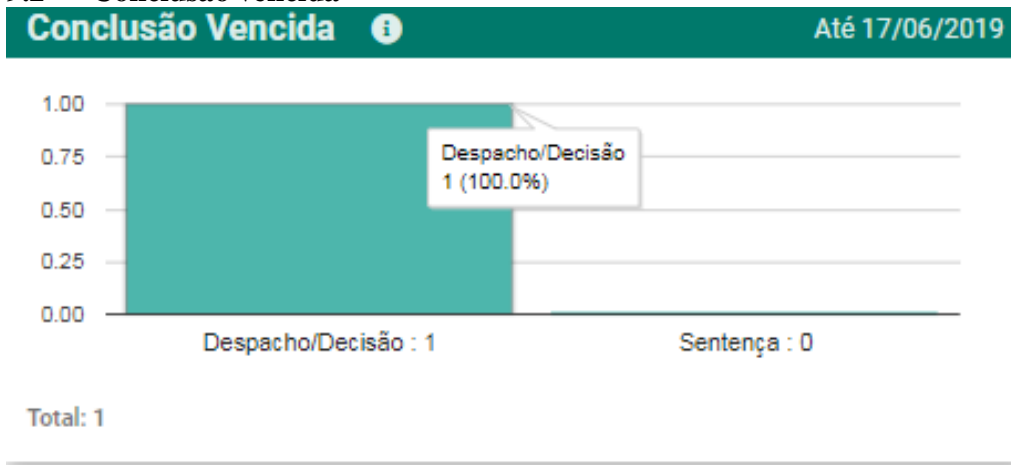 Conclusão Vencida
Até 17/06/2019
1.00
0.75
0.50
0.25
0.00
Despacho/Decisão
1 (100.0%)
Despacho/Decisão : 1
Sentença : 0
Total: 1